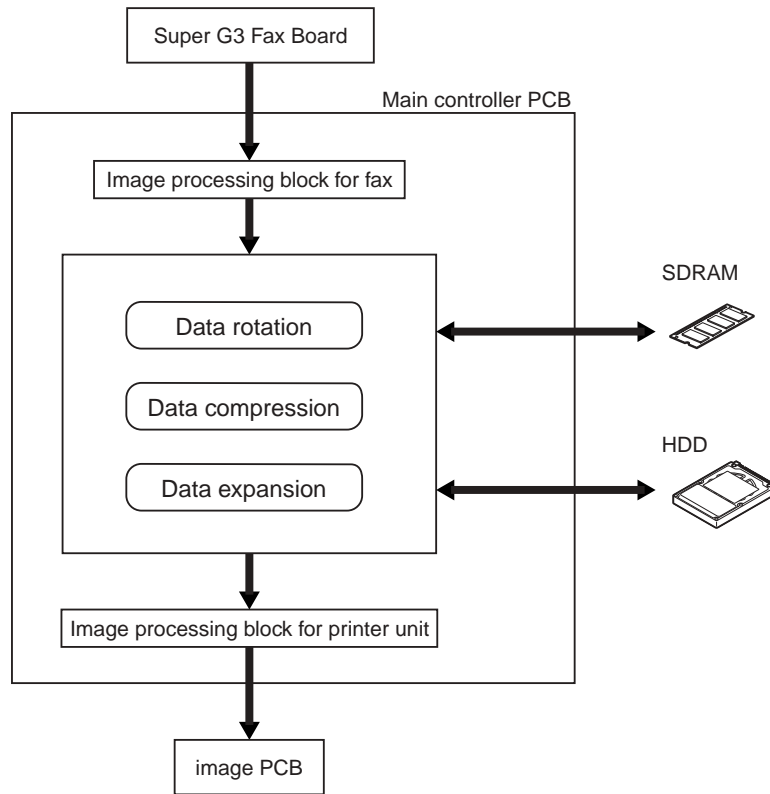 Super G3 Fax Board
Main controller PCB
Image processing block for fax
SDRAM
Data rotation
Data compression
HDD
Data expansion
Image processing block for printer unit
image PCB